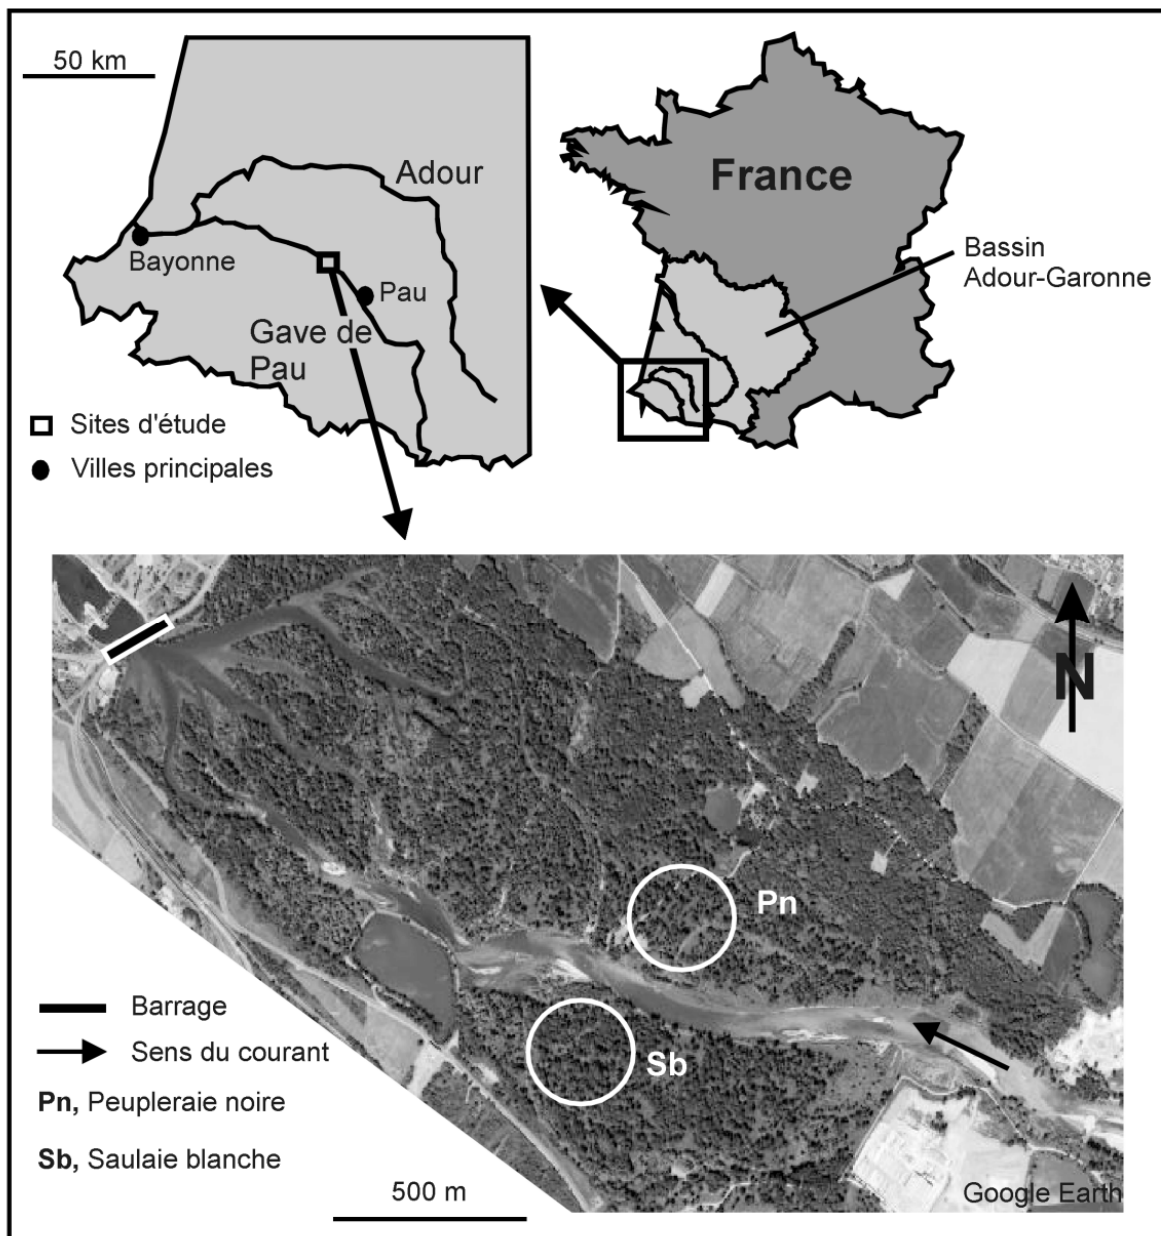 50 km
Adour
Bayonne
Pau
Gave de
Pau
Sites d'étude
Villes principales
France
Bassin
Adour-Garonne
N
Pn
Sb
Barrage
Sens du courant
Pn, Peupleraie noire
Sb, Saulaie blanche
500 m
Google Earth